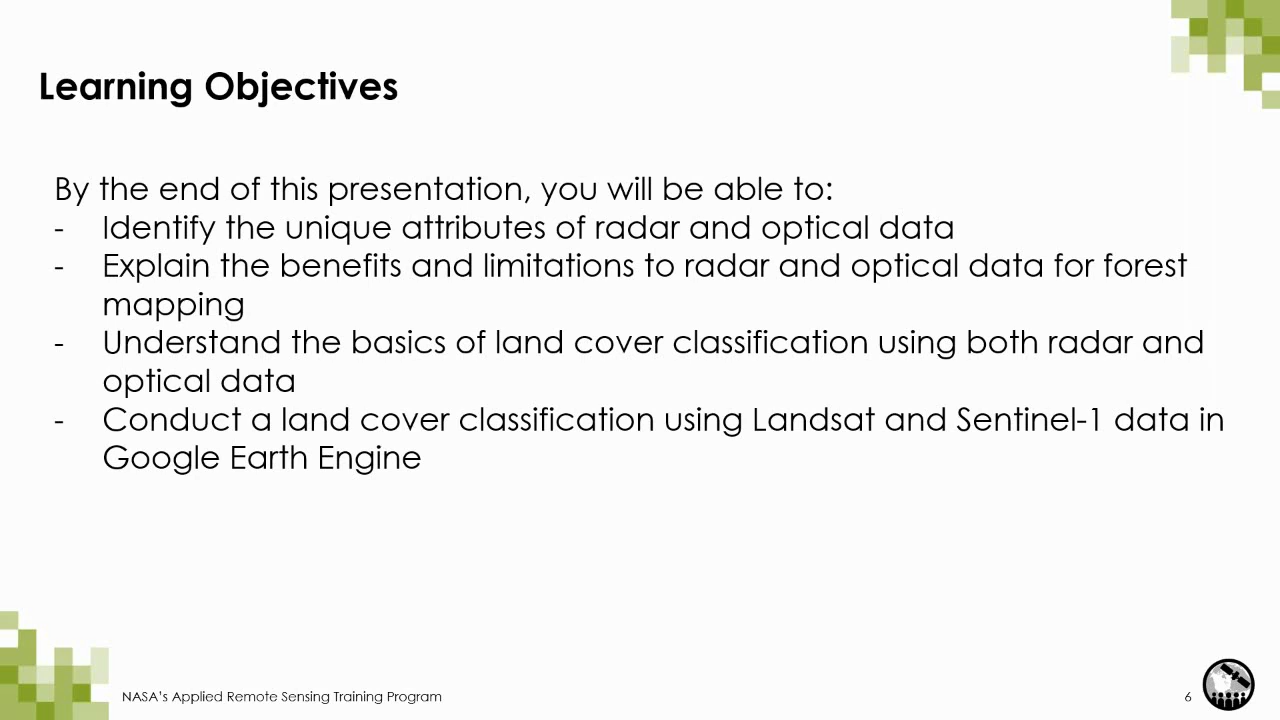 Learning Objectives
By the end of this presentation, you will be able to:
- Identify the unique attributes of radar and optical data
- Explain the benefits and limitations to radar and optical data for forest
mapping
- Understand the basics of land cover classification using both radar and
optical data
- Conduct a land cover classification using Landsat and Sentinel-1 data in
Google Earth Engine
NASA's Applied Remote Sensing Training Program
6